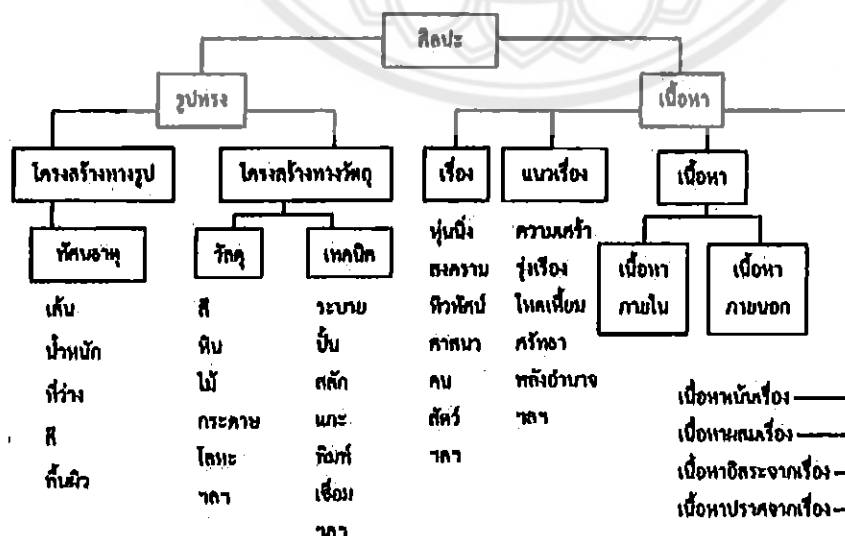 ศิลปะ
รูปทรง
เนื้อหา
โครงสร้างทางรูป
โครงสร้างทางวัตถุ
เรื่อง
แนวเรื่อง
เนื้อหา
ทัศนธาตุ
วัสดุ
เทคนิค
เนื้อหา
ภายใน
เนื้อหา
ภายนอก
เส้น
น้ำหนัก
ที่ว่าง
สี
พื้นผิว
สี
หิน
ไม้
กระดาษ
โลหะ
ฯลฯ
ระบาย
ปั้น
สลัก
แกะ
พิมพ์
เชื่อม
ฯลฯ
หุ่นนิ่ง
สงคราม
ทิวทัศน์
ศาสนา
คน
สัตว์
ฯลฯ
ความเศร้า
รุ่งเรือง
โหดเหี้ยม
ศรัทธา
พลังอำนาจ
ฯลฯ
เนื้อหาผสมเรื่อง
เนื้อหาอิสระจากเรื่อง
เนื้อหาปราศจากเรื่อง